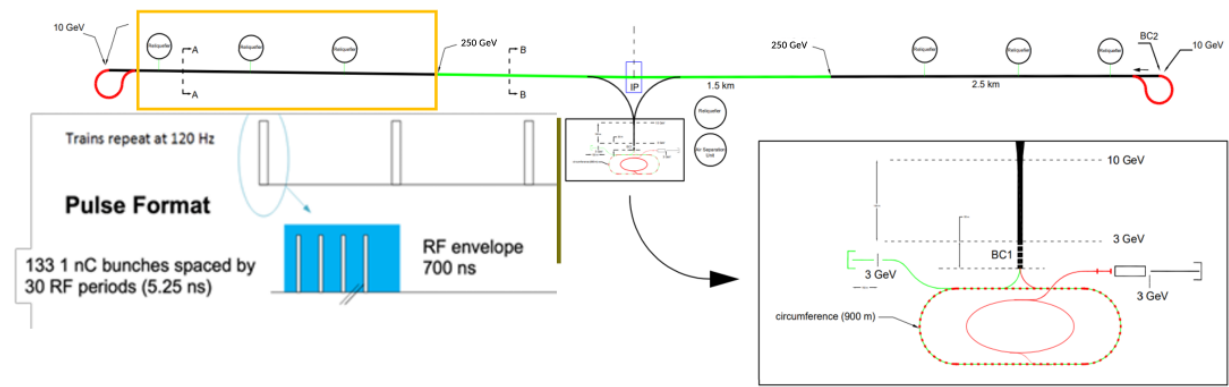 10 GeV
Reliquefier
Reliquefier
Reliquefier
A
A
250 GeV
B
B
IP
1.5 km
250 GeV
Reliquefier
Reliquefier
Reliquefier
2.5 km
BC2
10 GeV
Reliquefier
Air Separation
Unit
Trains repeat at 120 Hz
Pulse Format
133 1 nC bunches spaced by
30 RF periods (5.25 ns)
RF envelope
700 ns
10 GeV
3 GeV
BC1
3 GeV
3 GeV
circumference (900 m)